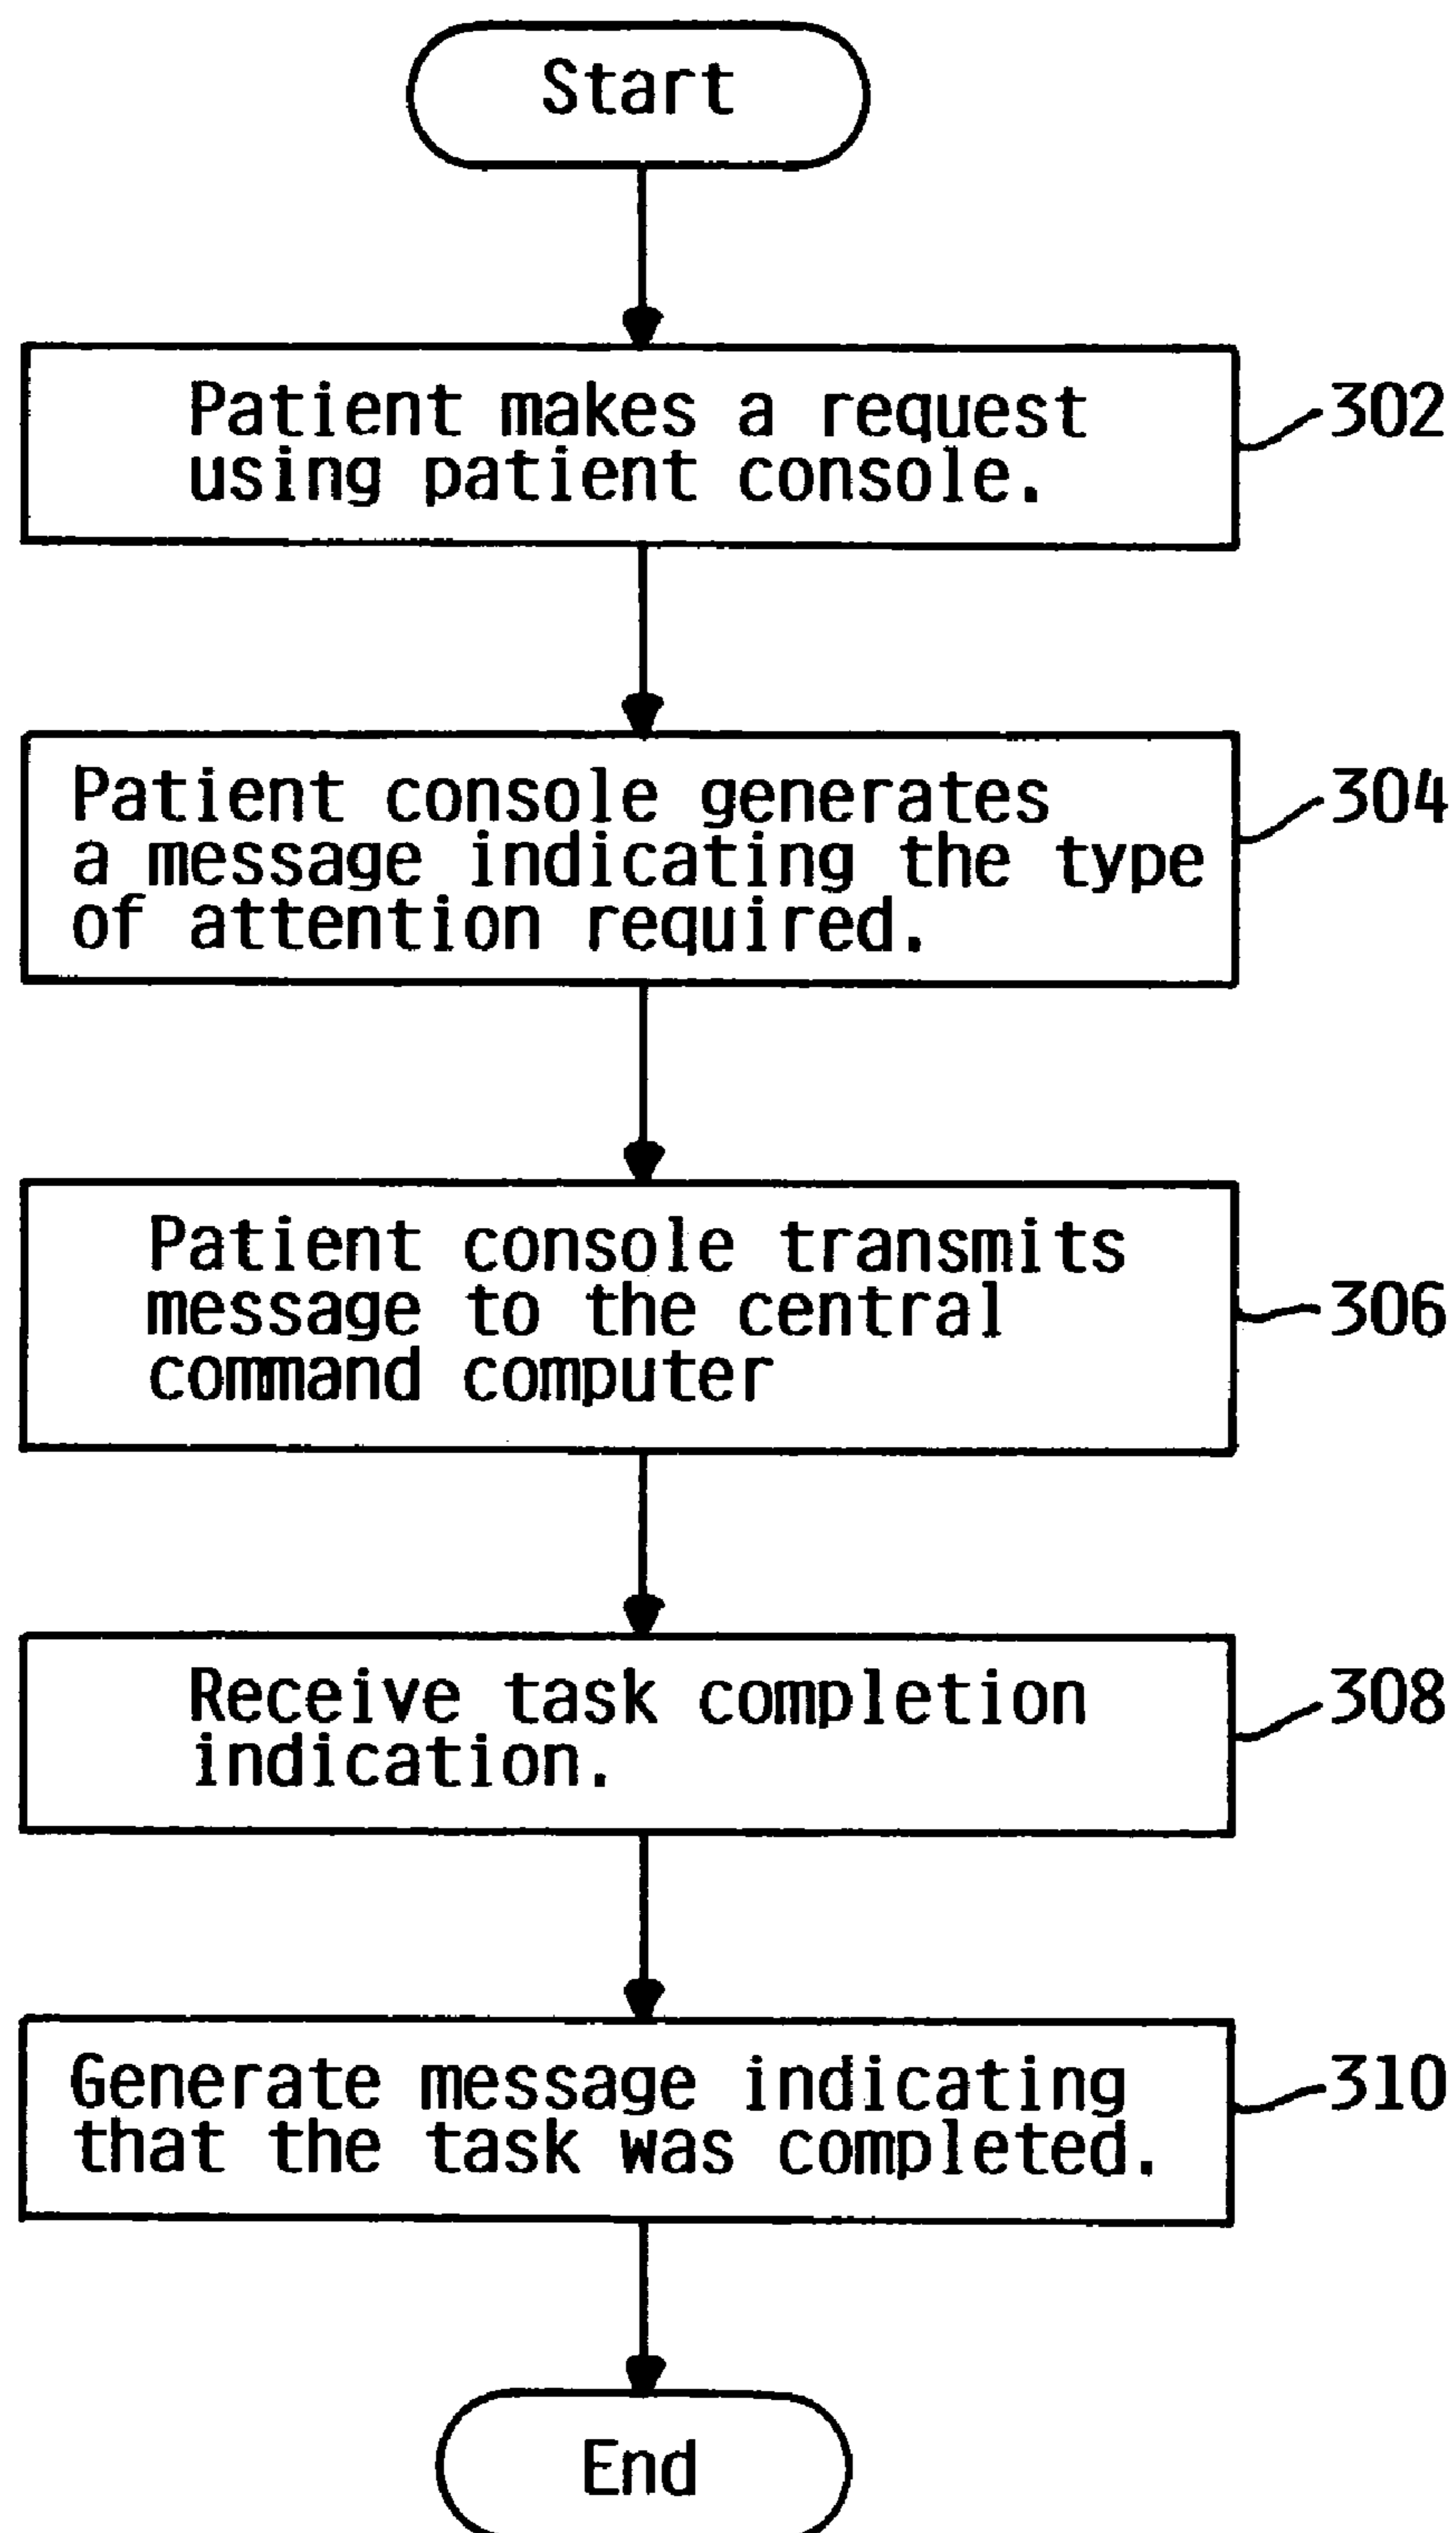 Start
Patient makes a request
using patient console.
302
Patient console generates
a message indicating the type
of attention required.
304
Patient console transmits
message to the central
command computer
306
Receive task completion
indication.
308
Generate message indicating
that the task was completed.
310
End